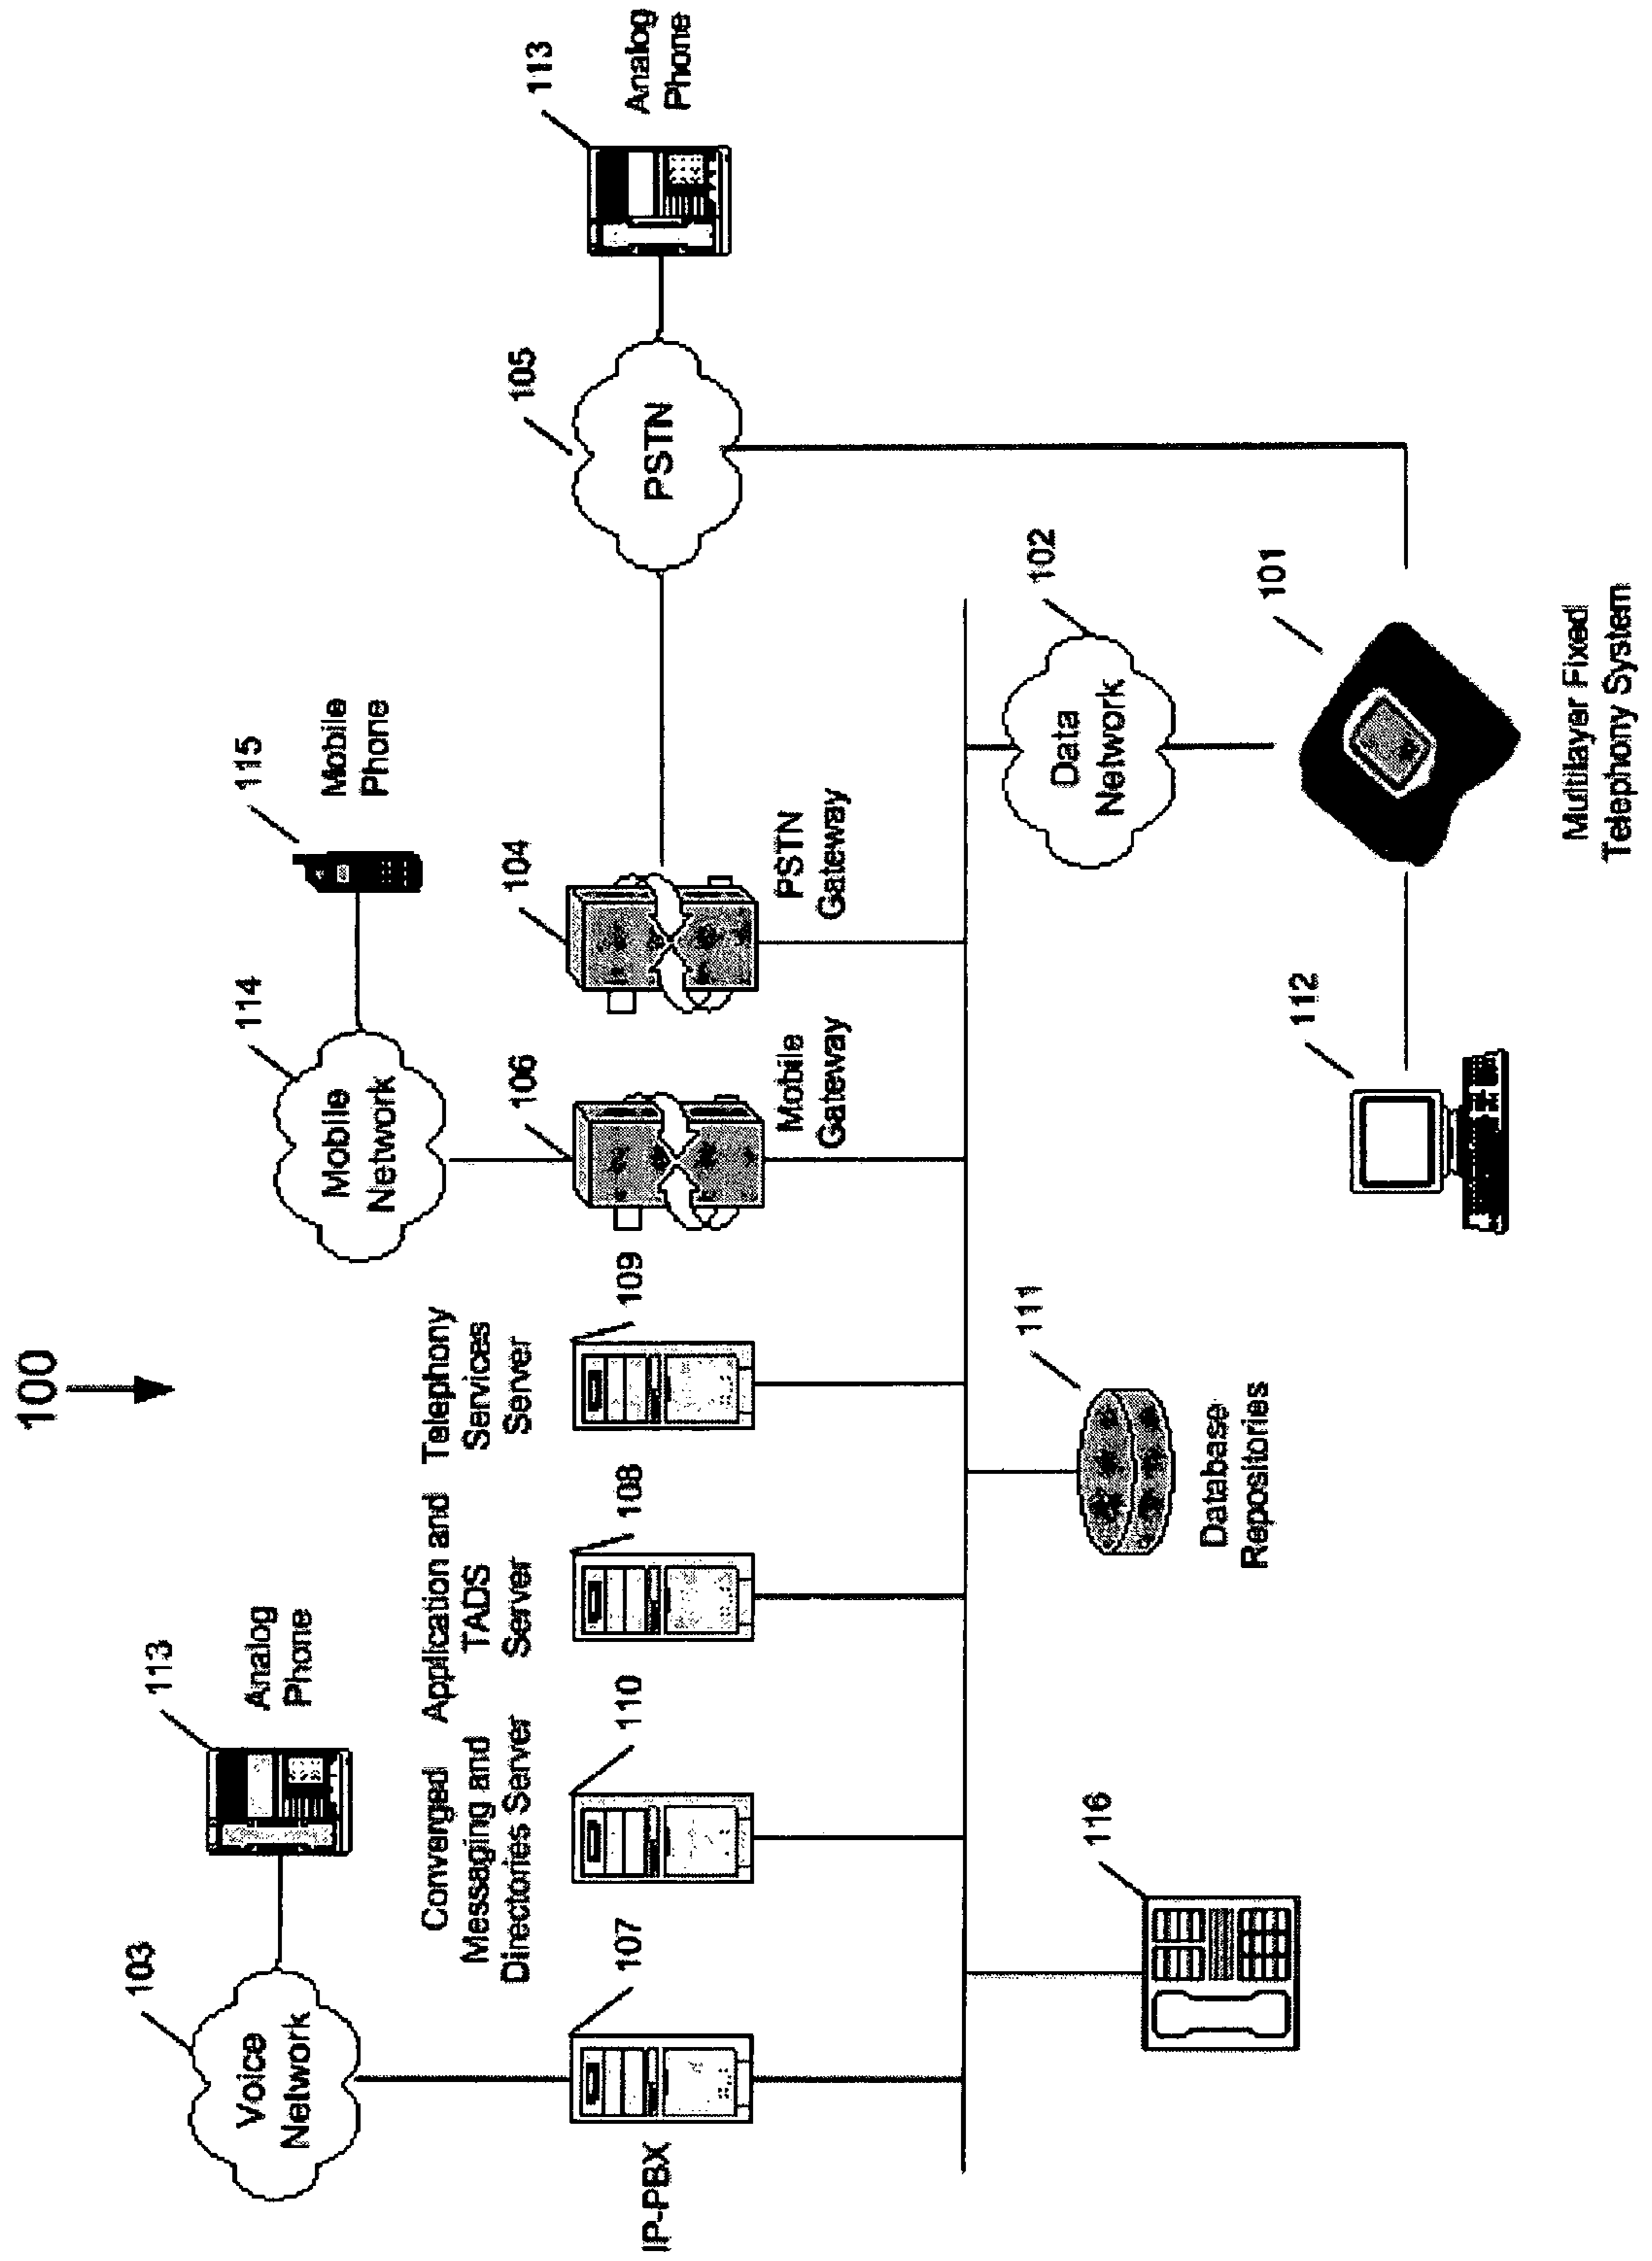 100
103
Voice
Network
113
Analog
Phone
114
Mobile
Network
115
Mobile
Phone
IP-PBX
107
Converged
Messaging and
Directories Server
110
Application and
TADS
Server
108
Telephony
Services
Server
109
106
Mobile
Gateway
104
PSTN
Gateway
105
PSTN
113
Analog
Phone
116
111
Database
Repositories
102
Data
Network
112
101
Multilayer Fixed
Telephony System